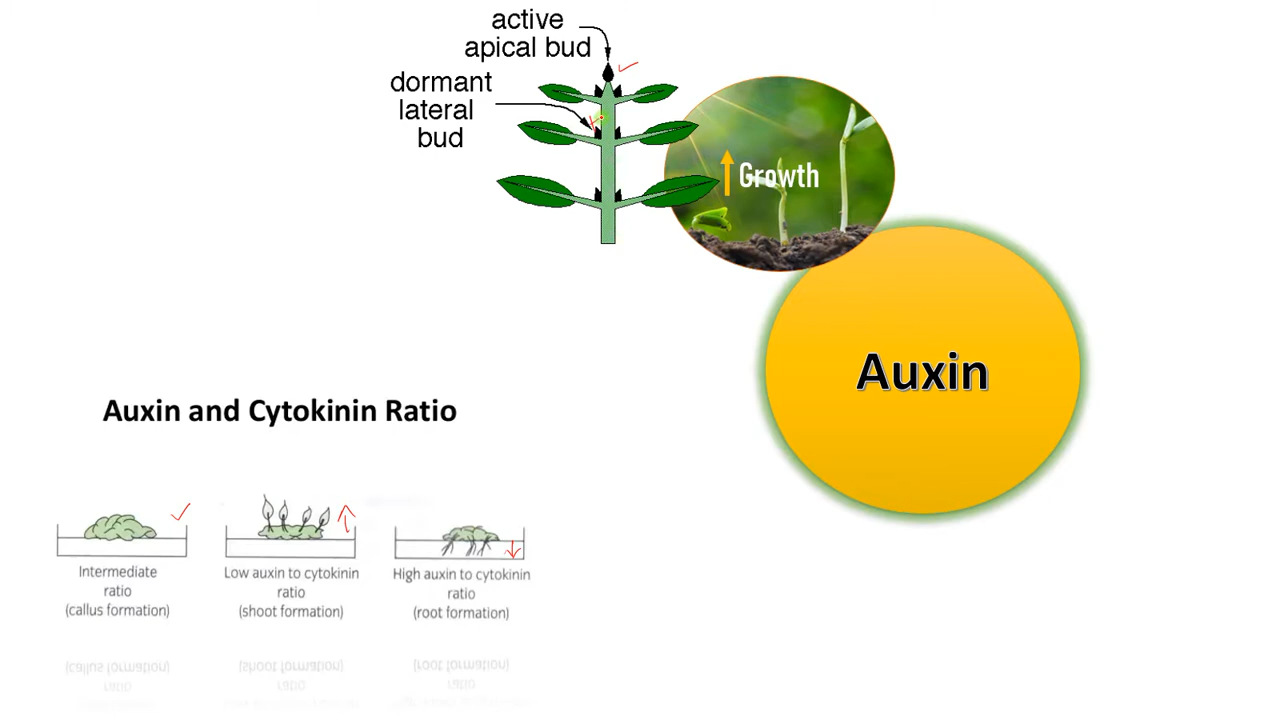 active
apical bud
dormant
lateral
bud
Growth
Auxin
Auxin and Cytokinin Ratio
Intermediate
ratio
(callus formation)
Low auxin to cytokinin
ratio
(shoot formation)
High auxin to cytokinin
ratio
(root formation)